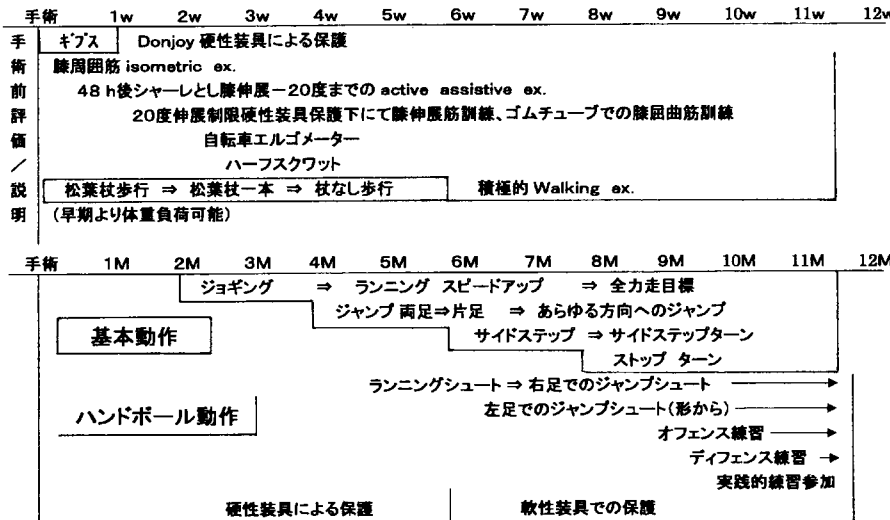 手術 1w 2w 3w 4w 5w 6w 7w 8w 9w 10w 11w 12w
手術前評価/説明
ギプス Donjoy 硬性装具による保護
膝周囲筋 isometric ex.
48 h後シャーレとし膝伸展－20度までの active assistive ex.
20度伸展制限硬性装具保護下にて膝伸展筋訓練、ゴムチューブでの膝屈曲筋訓練
自転車エルゴメーター
ハーフスクワット
松葉杖歩行 ⇒ 松葉杖一本 ⇒ 杖なし歩行 積極的 Walking ex.
(早期より体重負荷可能)
手術 1M 2M 3M 4M 5M 6M 7M 8M 9M 10M 11M 12M
ジョギング ⇒ ランニング スピードアップ ⇒ 全力走目標
ジャンプ 両足⇒片足 ⇒ あらゆる方向へのジャンプ
基本動作 サイドステップ ⇒ サイドステップターン
ストップ ターン
ランニングシュート ⇒ 右足でのジャンプシュート →
ハンドボール動作 左足でのジャンプシュート(形から) →
オフェンス練習 →
ディフェンス練習 →
実践的練習参加
硬性装具による保護 軟性装具での保護